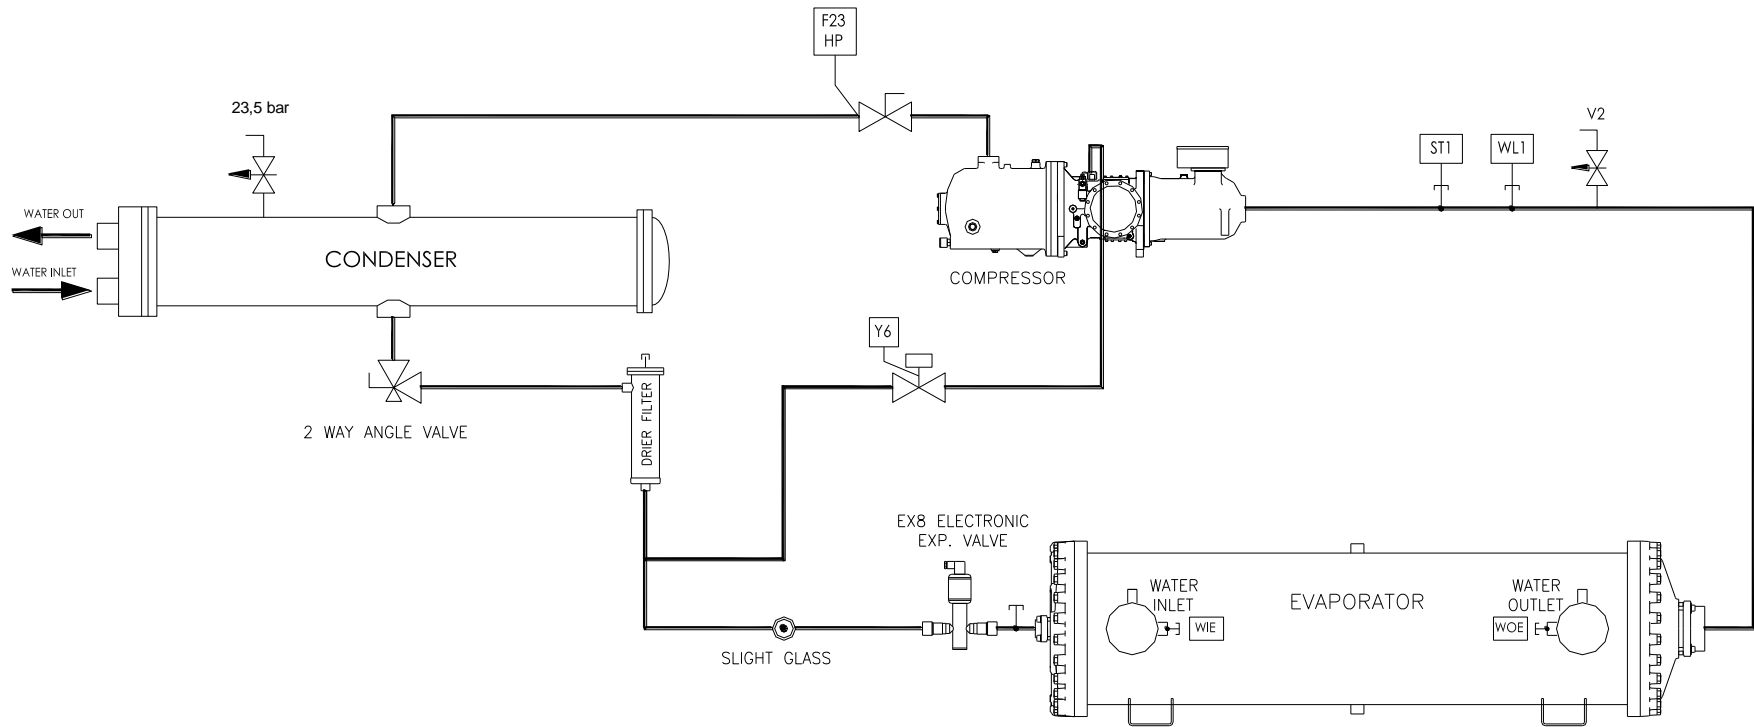 F23
HP
23,5 bar
V2
ST1
WL1
WATER OUT
CONDENSER
WATER INLET
COMPRESSOR
Y6
DRIER FILTER
2 WAY ANGLE VALVE
EX8 ELECTRONIC
EXP. VALVE
WATER
INLET
EVAPORATOR
WATER
OUTLET
WIE
WOE
SLIGHT GLASS